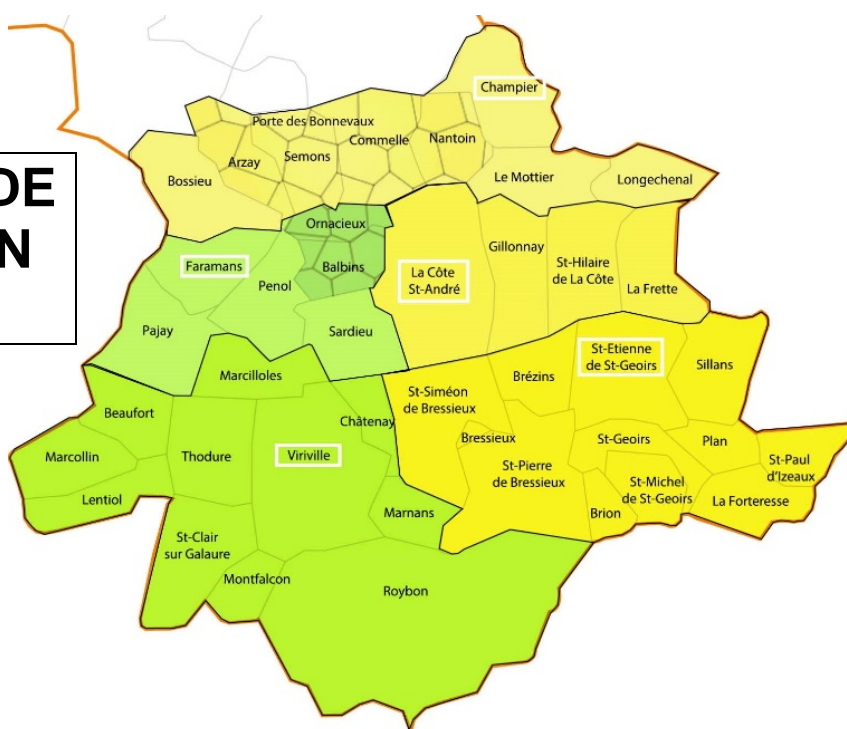 DE
N
Champier
Porte des Bonnevaux
Commelle
Nantoin
Arzay
Semons
Bossieu
Le Mottier
Longechenal
Ornacieux
Balbins
Faramans
Penol
Pajay
Sardieu
La Côte
St-André
Gillonnay
St-Hilaire
de La Côte
La Frette
St-Etienne
de St-Geoirs
Sillans
Brézins
St-Siméon
de Bressieux
Bressieux
St-Pierre
de Bressieux
St-Geoirs
Plan
St-Michel
de St-Geoirs
St-Paul
d'Izeaux
La Forteresse
Brion
Marcilloles
Beaufort
Châtenay
Marcollin
Thodure
Viriville
Lentiol
Marnans
St-Clair
sur Galaure
Montfalcon
Roybon